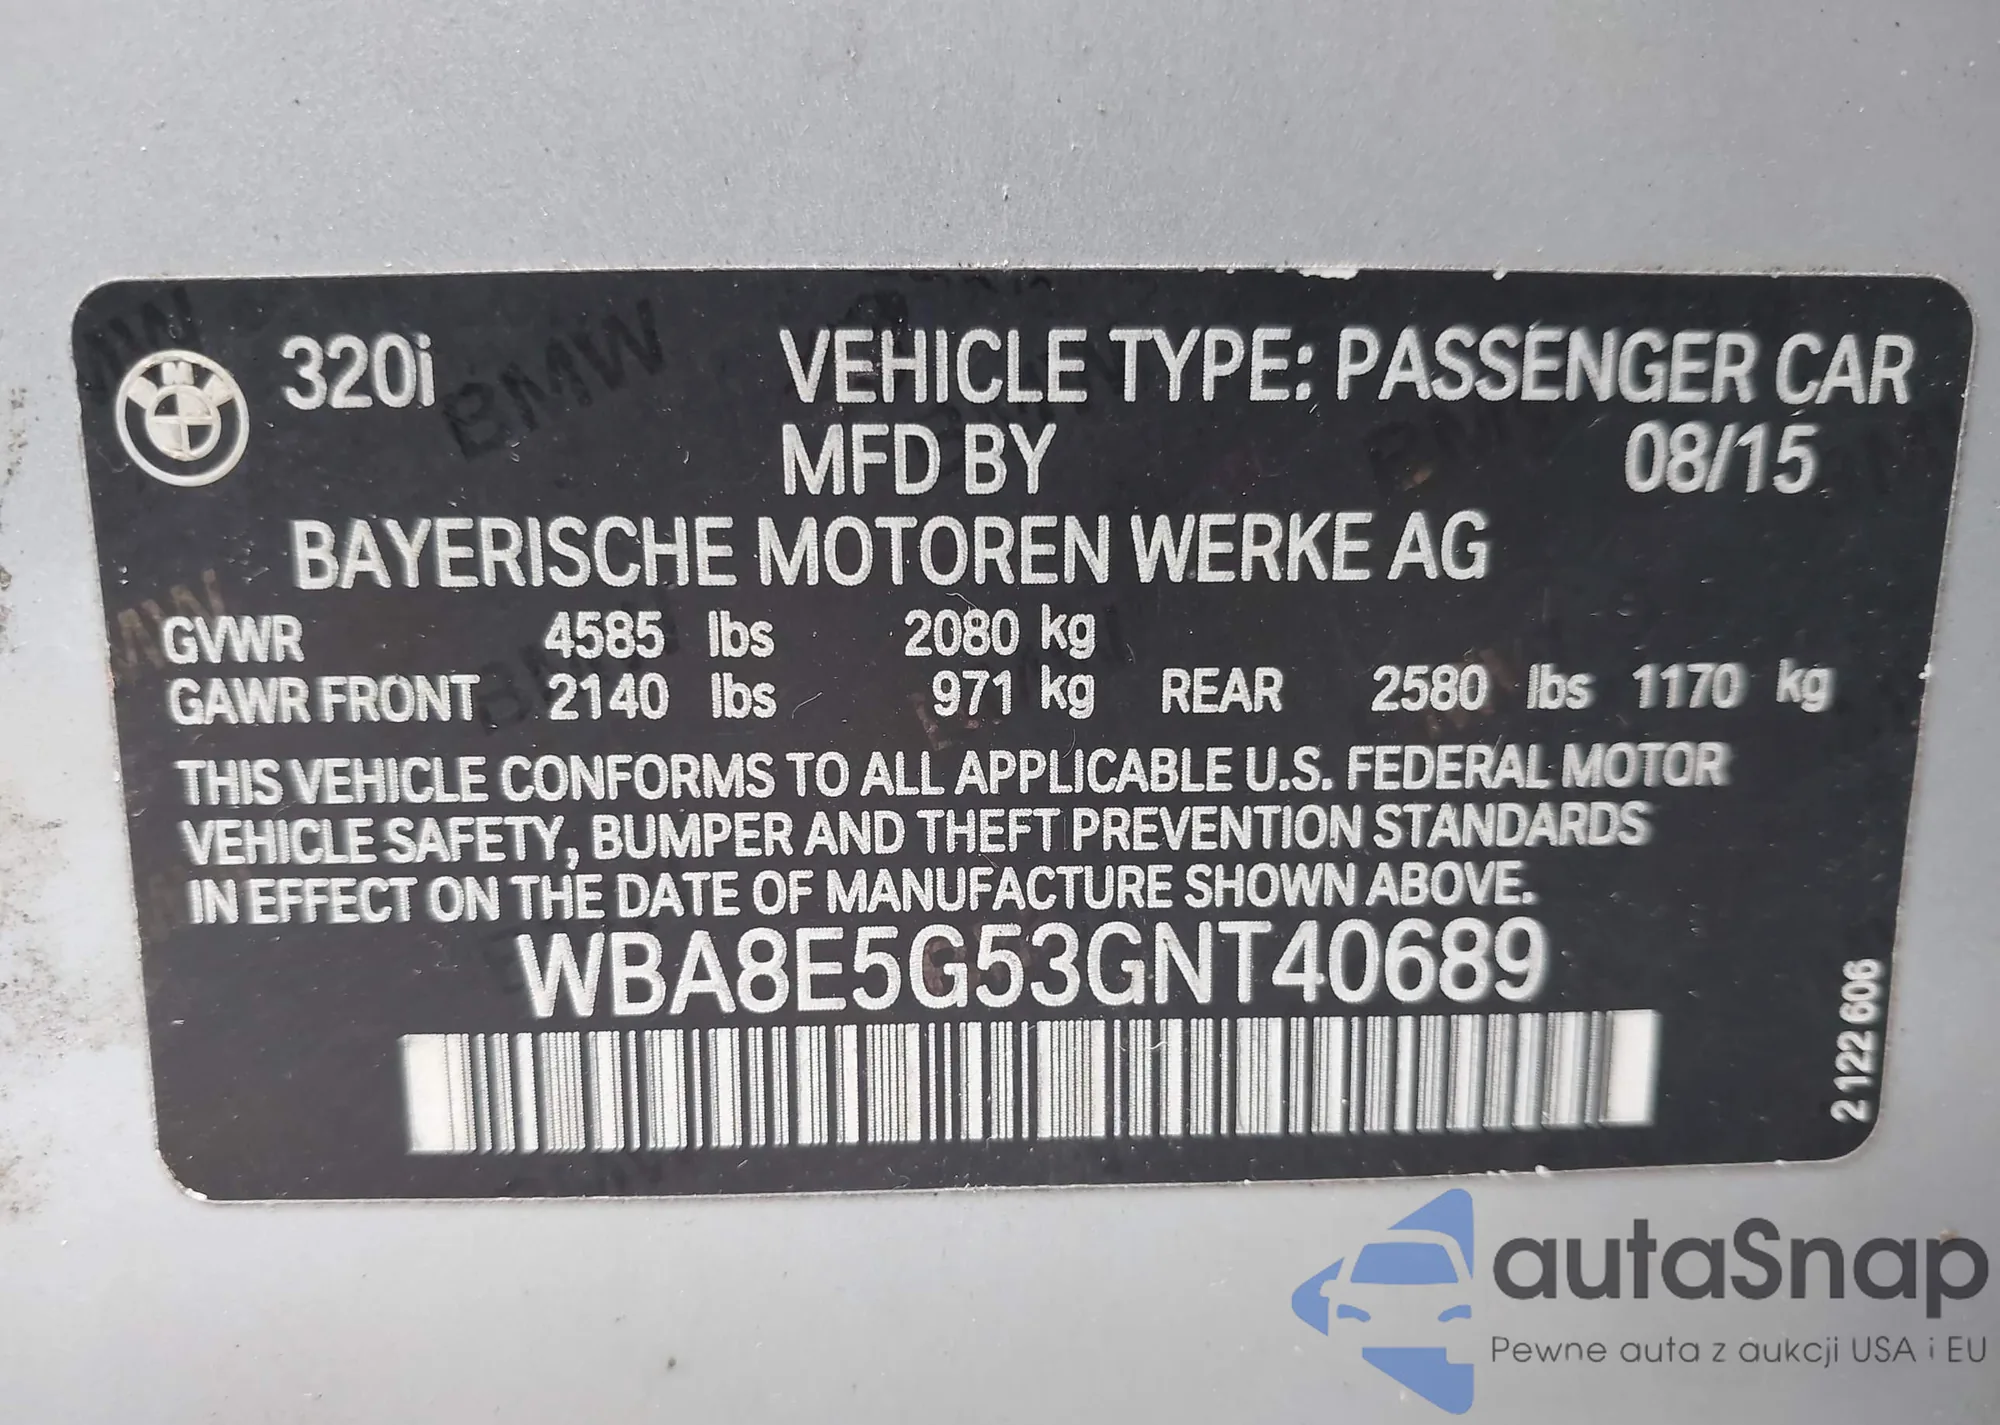 320i VEHICLE TYPE: PASSENGER CAR
MFD BY 08/15
BAYERISCHE MOTOREN WERKE AG
GVWR 4585 lbs 2080 kg
GAWR FRONT 2140 lbs 971 kg REAR 2580 lbs 1170 kg
THIS VEHICLE CONFORMS TO ALL APPLICABLE U.S. FEDERAL MOTOR
VEHICLE SAFETY, BUMPER AND THEFT PREVENTION STANDARDS
IN EFFECT ON THE DATE OF MANUFACTURE SHOWN ABOVE.
WBA8E5G53GNT40689
2 122 606
autaSnap
Pewne auta z aukcji USA i EU